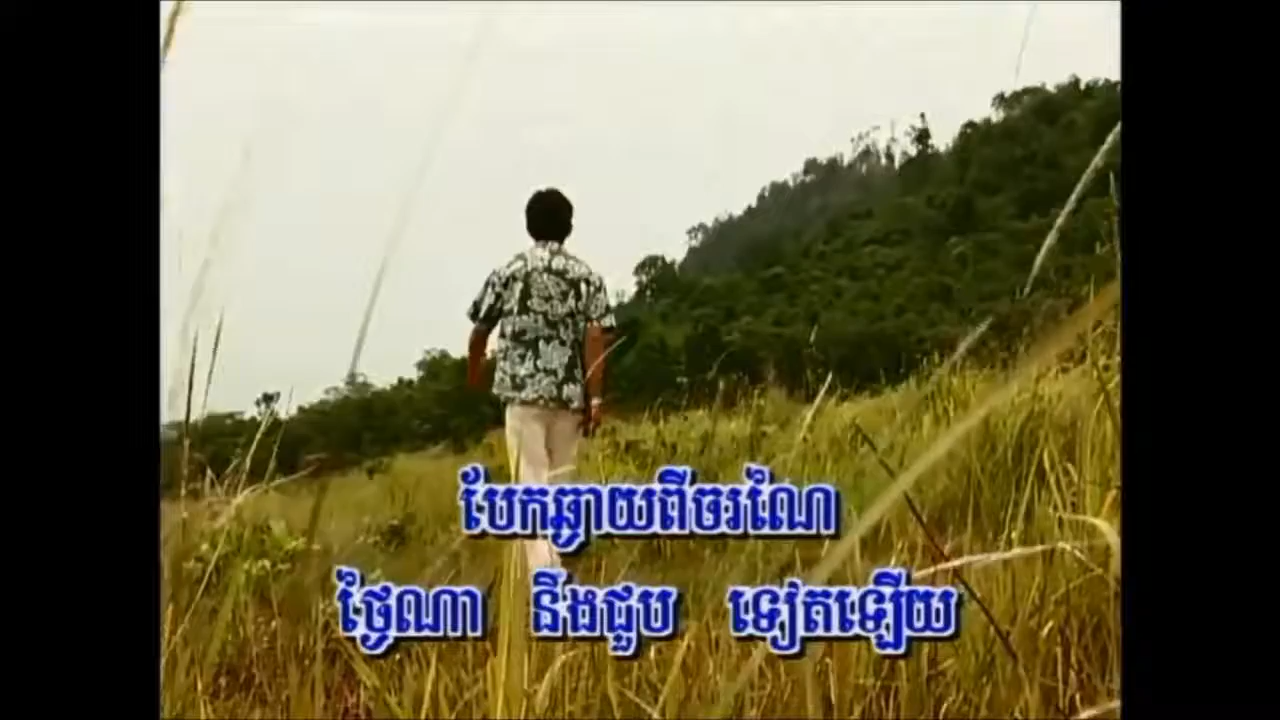 បែកឆ្ងាយពីចរណៃ
ថ្ងៃណា នឹងជួប ទៀតឡើយ